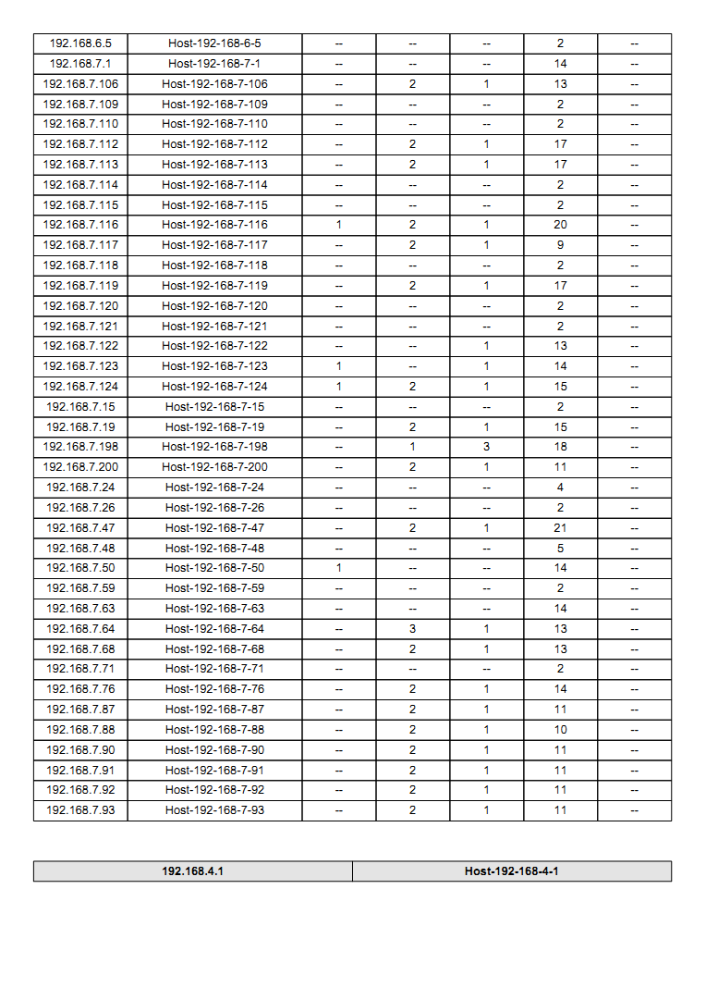 192.168.6.5 Host-192-168-6-5 -- -- -- 2 --
192.168.7.1 Host-192-168-7-1 -- -- -- 14 --
192.168.7.106 Host-192-168-7-106 -- 2 1 13 --
192.168.7.109 Host-192-168-7-109 -- -- -- 2 --
192.168.7.110 Host-192-168-7-110 -- -- -- 2 --
192.168.7.112 Host-192-168-7-112 -- 2 1 17 --
192.168.7.113 Host-192-168-7-113 -- 2 1 17 --
192.168.7.114 Host-192-168-7-114 -- -- -- 2 --
192.168.7.115 Host-192-168-7-115 -- -- -- 2 --
192.168.7.116 Host-192-168-7-116 1 2 1 20 --
192.168.7.117 Host-192-168-7-117 -- 2 1 9 --
192.168.7.118 Host-192-168-7-118 -- -- -- 2 --
192.168.7.119 Host-192-168-7-119 -- 2 1 17 --
192.168.7.120 Host-192-168-7-120 -- -- -- 2 --
192.168.7.121 Host-192-168-7-121 -- -- -- 2 --
192.168.7.122 Host-192-168-7-122 -- -- 1 13 --
192.168.7.123 Host-192-168-7-123 1 -- 1 14 --
192.168.7.124 Host-192-168-7-124 1 2 1 15 --
192.168.7.15 Host-192-168-7-15 -- -- -- 2 --
192.168.7.19 Host-192-168-7-19 -- 2 1 15 --
192.168.7.198 Host-192-168-7-198 -- 1 3 18 --
192.168.7.200 Host-192-168-7-200 -- 2 1 11 --
192.168.7.24 Host-192-168-7-24 -- -- -- 4 --
192.168.7.26 Host-192-168-7-26 -- -- -- 2 --
192.168.7.47 Host-192-168-7-47 -- 2 1 21 --
192.168.7.48 Host-192-168-7-48 -- -- -- 5 --
192.168.7.50 Host-192-168-7-50 1 -- -- 14 --
192.168.7.59 Host-192-168-7-59 -- -- -- 2 --
192.168.7.63 Host-192-168-7-63 -- -- -- 14 --
192.168.7.64 Host-192-168-7-64 -- 3 1 13 --
192.168.7.68 Host-192-168-7-68 -- 2 1 13 --
192.168.7.71 Host-192-168-7-71 -- -- -- 2 --
192.168.7.76 Host-192-168-7-76 -- 2 1 14 --
192.168.7.87 Host-192-168-7-87 -- 2 1 11 --
192.168.7.88 Host-192-168-7-88 -- 2 1 10 --
192.168.7.90 Host-192-168-7-90 -- 2 1 11 --
192.168.7.91 Host-192-168-7-91 -- 2 1 11 --
192.168.7.92 Host-192-168-7-92 -- 2 1 11 --
192.168.7.93 Host-192-168-7-93 -- 2 1 11 --
192.168.4.1 Host-192-168-4-1